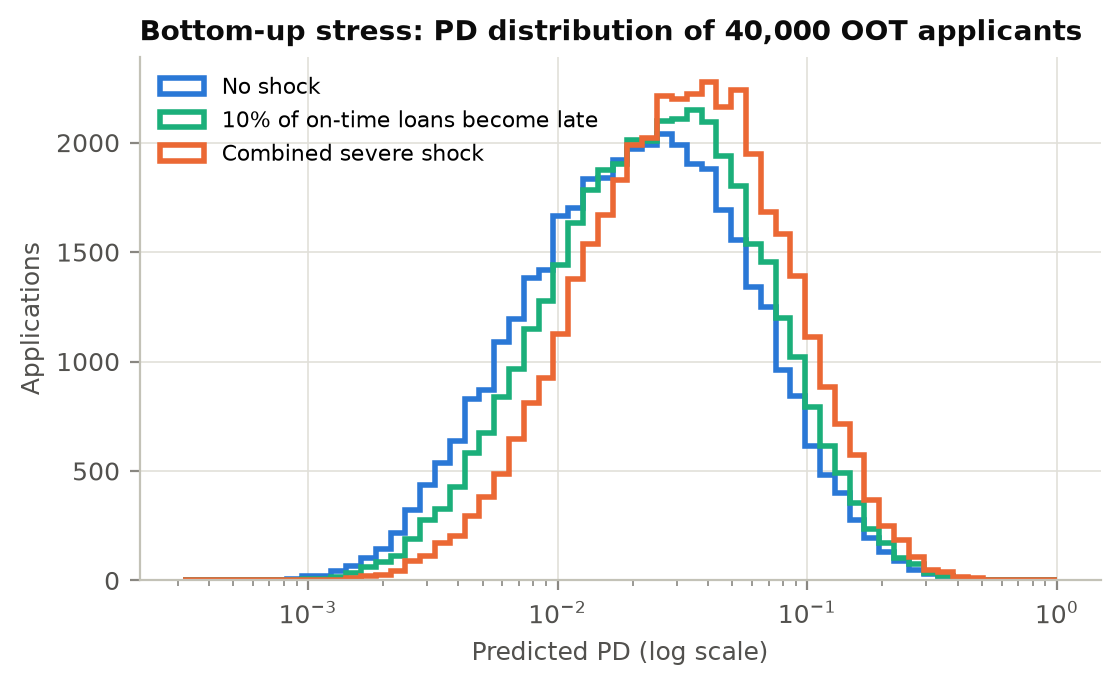 Bottom-up stress: PD distribution of 40,000 OOT applicants
No shock
10% of on-time loans become late
Combined severe shock
Applications
2000
1500
1000
500
0
10⁻³ 10⁻² 10⁻¹ 10⁰
Predicted PD (log scale)